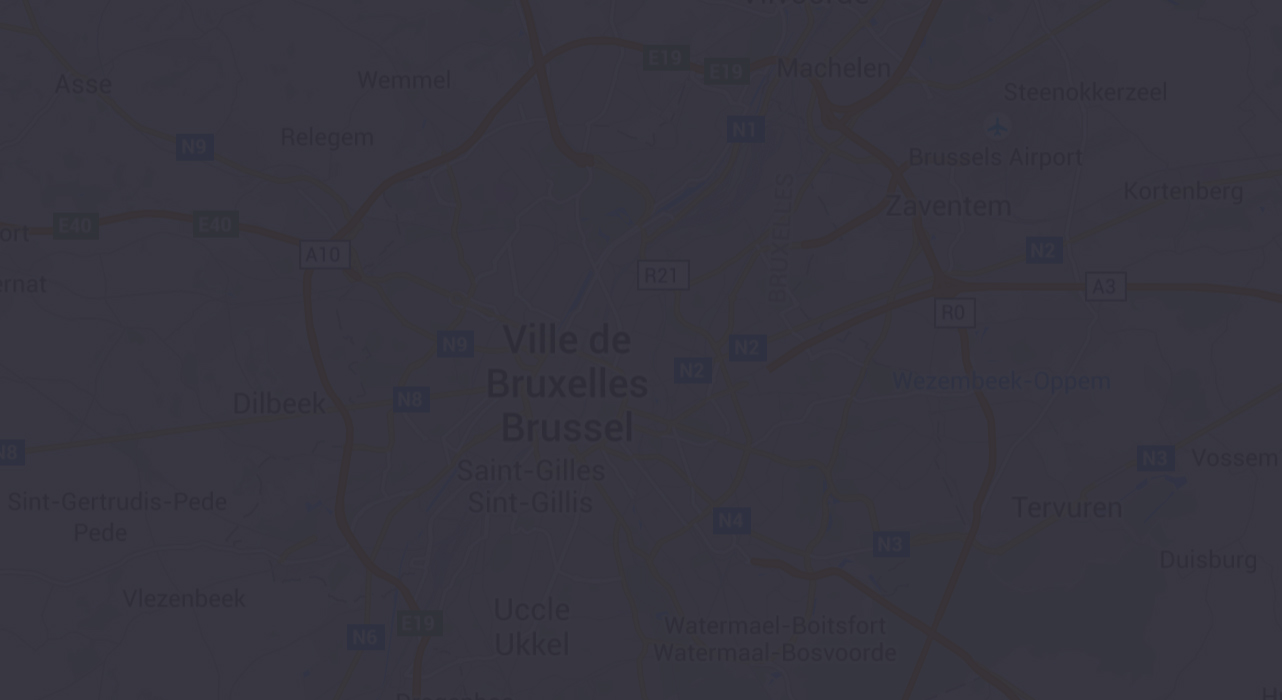 Vilvoorde
E19
E19
Machelen
Asse
Wemmel
Steenokkerzeel
N1
Relegem
N9
Brussels Airport
BRUXELLES
Kortenberg
Zaventem
E40
E40
ort
A10
N2
R21
A3
ernat
R0
Ville de
Bruxelles
Brussel
N9
N2
N2
Wezembeek-Oppem
N8
Dilbeek
N8
N3
Vossem
Saint-Gilles
Sint-Gillis
Sint-Gertrudis-Pede
Pede
Tervuren
N4
N3
Duisburg
Vlezenbeek
Uccle
Ukkel
E19
N6
Watermael-Boitsfort
Watermaal-Bosvoorde